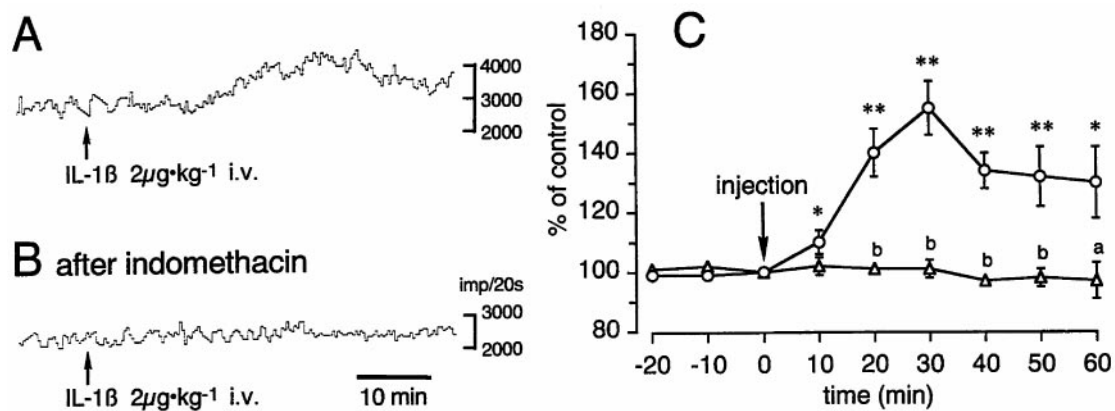 A
4000
3000
2000
IL-1ß 2µg•kg-1 i.v.
B after indomethacin
imp/20s
3000
2000
IL-1ß 2µg•kg-1 i.v.
10 min
C
180
160
140
120
100
80
% of control
injection
*
**
**
**
**
*
b
b
b
b
a
-20 -10 0 10 20 30 40 50 60
time (min)